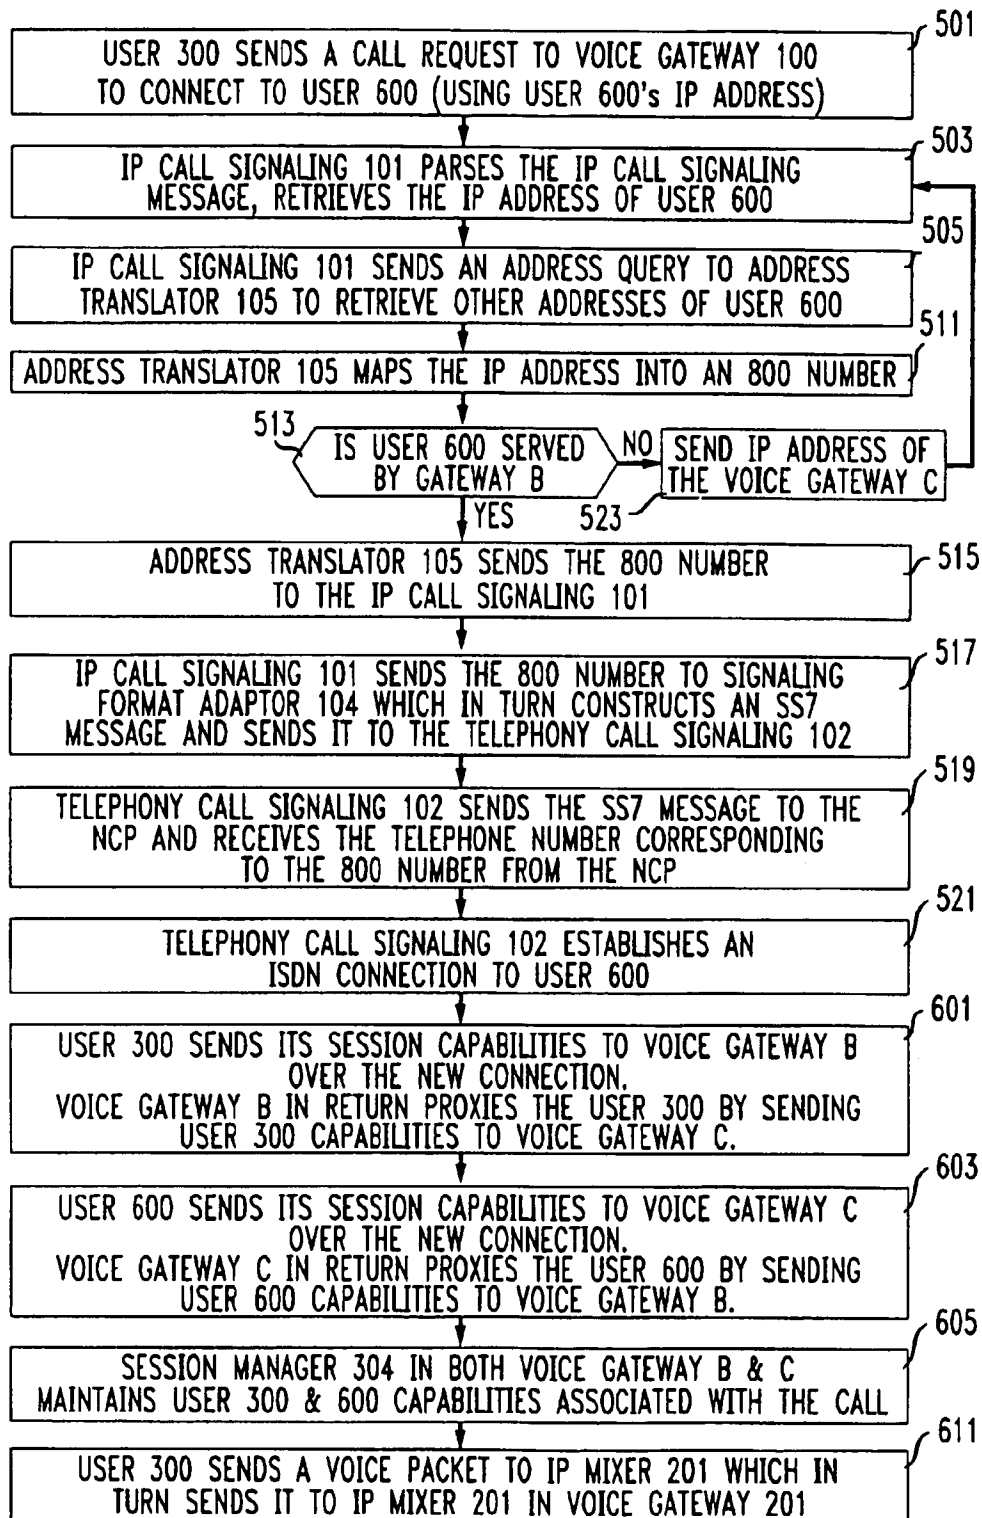 501
USER 300 SENDS A CALL REQUEST TO VOICE GATEWAY 100
TO CONNECT TO USER 600 (USING USER 600's IP ADDRESS)
503
IP CALL SIGNALING 101 PARSES THE IP CALL SIGNALING
MESSAGE, RETRIEVES THE IP ADDRESS OF USER 600
505
IP CALL SIGNALING 101 SENDS AN ADDRESS QUERY TO ADDRESS
TRANSLATOR 105 TO RETRIEVE OTHER ADDRESSES OF USER 600
511
ADDRESS TRANSLATOR 105 MAPS THE IP ADDRESS INTO AN 800 NUMBER
513
IS USER 600 SERVED
BY GATEWAY B
NO
SEND IP ADDRESS OF
THE VOICE GATEWAY C
523
YES
515
ADDRESS TRANSLATOR 105 SENDS THE 800 NUMBER
TO THE IP CALL SIGNALING 101
517
IP CALL SIGNALING 101 SENDS THE 800 NUMBER TO SIGNALING
FORMAT ADAPTOR 104 WHICH IN TURN CONSTRUCTS AN SS7
MESSAGE AND SENDS IT TO THE TELEPHONY CALL SIGNALING 102
519
TELEPHONY CALL SIGNALING 102 SENDS THE SS7 MESSAGE TO THE
NCP AND RECEIVES THE TELEPHONE NUMBER CORRESPONDING
TO THE 800 NUMBER FROM THE NCP
521
TELEPHONY CALL SIGNALING 102 ESTABLISHES AN
ISDN CONNECTION TO USER 600
601
USER 300 SENDS ITS SESSION CAPABILITIES TO VOICE GATEWAY B
OVER THE NEW CONNECTION.
VOICE GATEWAY B IN RETURN PROXIES THE USER 300 BY SENDING
USER 300 CAPABILITIES TO VOICE GATEWAY C.
603
USER 600 SENDS ITS SESSION CAPABILITIES TO VOICE GATEWAY C
OVER THE NEW CONNECTION.
VOICE GATEWAY C IN RETURN PROXIES THE USER 600 BY SENDING
USER 600 CAPABILITIES TO VOICE GATEWAY B.
605
SESSION MANAGER 304 IN BOTH VOICE GATEWAY B & C
MAINTAINS USER 300 & 600 CAPABILITIES ASSOCIATED WITH THE CALL
611
USER 300 SENDS A VOICE PACKET TO IP MIXER 201 WHICH IN
TURN SENDS IT TO IP MIXER 201 IN VOICE GATEWAY 201